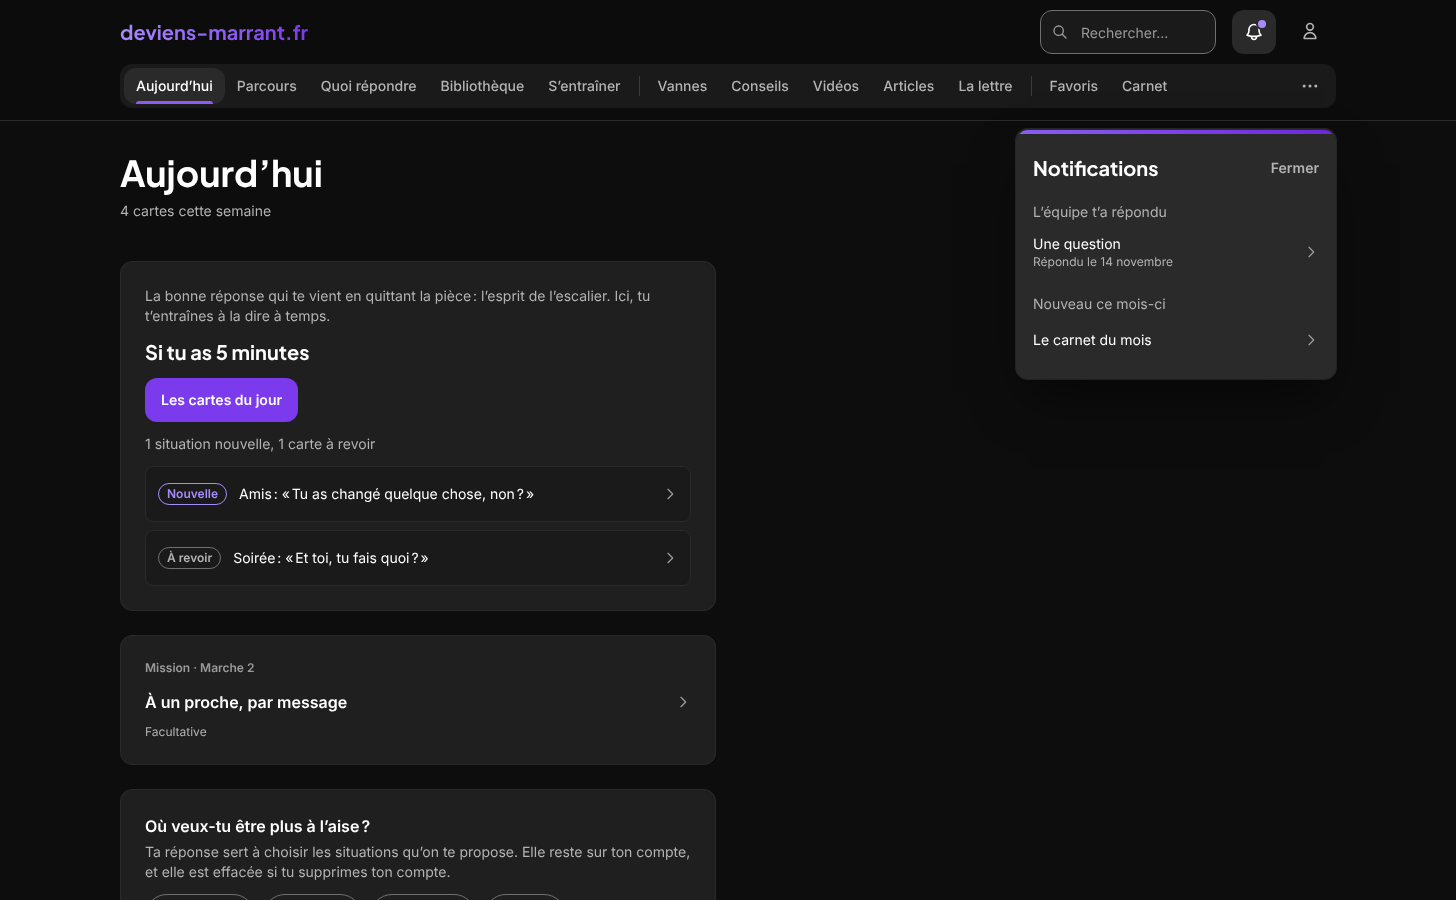 deviens-marrant.fr
Rechercher…
Aujourd’hui
Parcours
Quoi répondre
Bibliothèque
S’entraîner
Vannes
Conseils
Vidéos
Articles
La lettre
Favoris
Carnet
Aujourd’hui
4 cartes cette semaine
La bonne réponse qui te vient en quittant la pièce : l’esprit de l’escalier. Ici, tu
t’entraînes à la dire à temps.
Si tu as 5 minutes
Les cartes du jour
1 situation nouvelle, 1 carte à revoir
Nouvelle
Amis : « Tu as changé quelque chose, non ? »
À revoir
Soirée : « Et toi, tu fais quoi ? »
Mission · Marche 2
À un proche, par message
Facultative
Où veux-tu être plus à l’aise ?
Ta réponse sert à choisir les situations qu’on te propose. Elle reste sur ton compte,
et elle est effacée si tu supprimes ton compte.
Notifications
Fermer
L’équipe t’a répondu
Une question
Répondu le 14 novembre
Nouveau ce mois-ci
Le carnet du mois